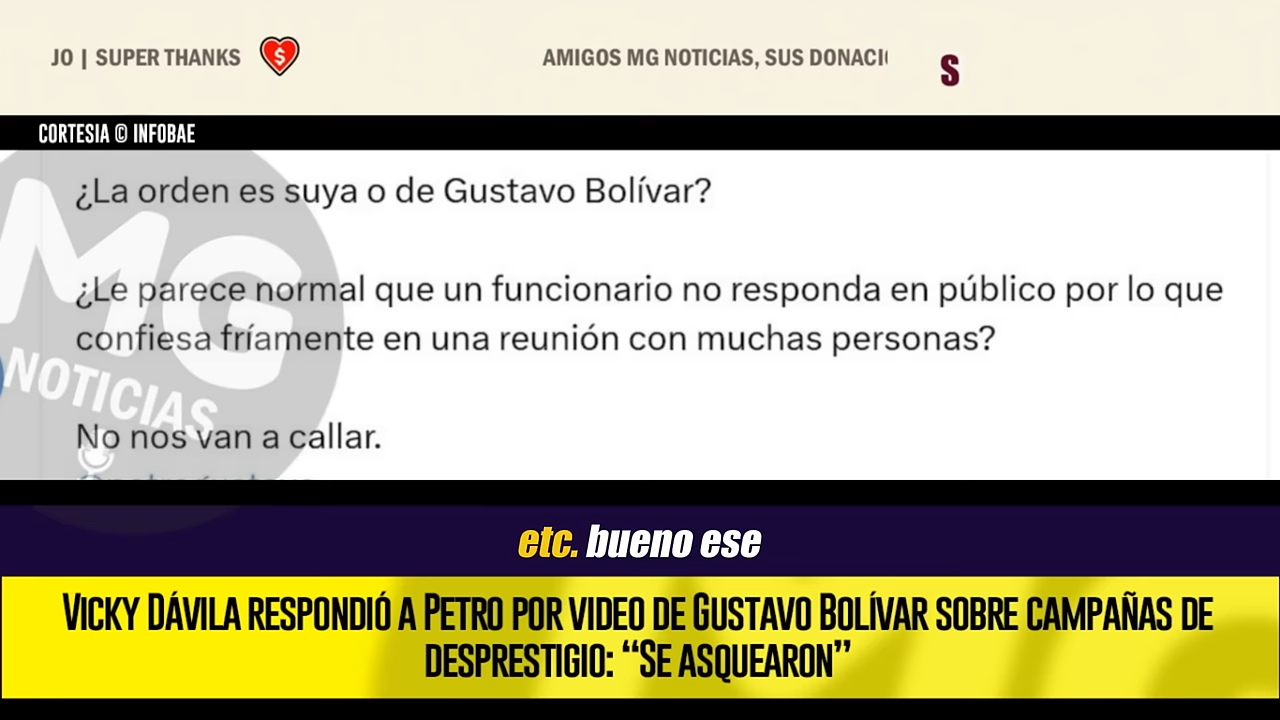 JO | SUPER THANKS
AMIGOS MG NOTICIAS, SUS
S
CORTESIA © INFOBAE
¿La orden es suya o de Gustavo Bolívar?
¿Le parece normal que un funcionario no responda en público por lo que
confiesa fríamente en una reunión con muchas personas?
No nos van a callar.
MG
NOTICIAS
etc. bueno ese
VICKY DÁVILA RESPONDIÓ A PETRO POR VIDEO DE GUSTAVO BOLÍVAR SOBRE CAMPAÑAS DE
DESPRESTIGIO: “SE ASQUEARON”